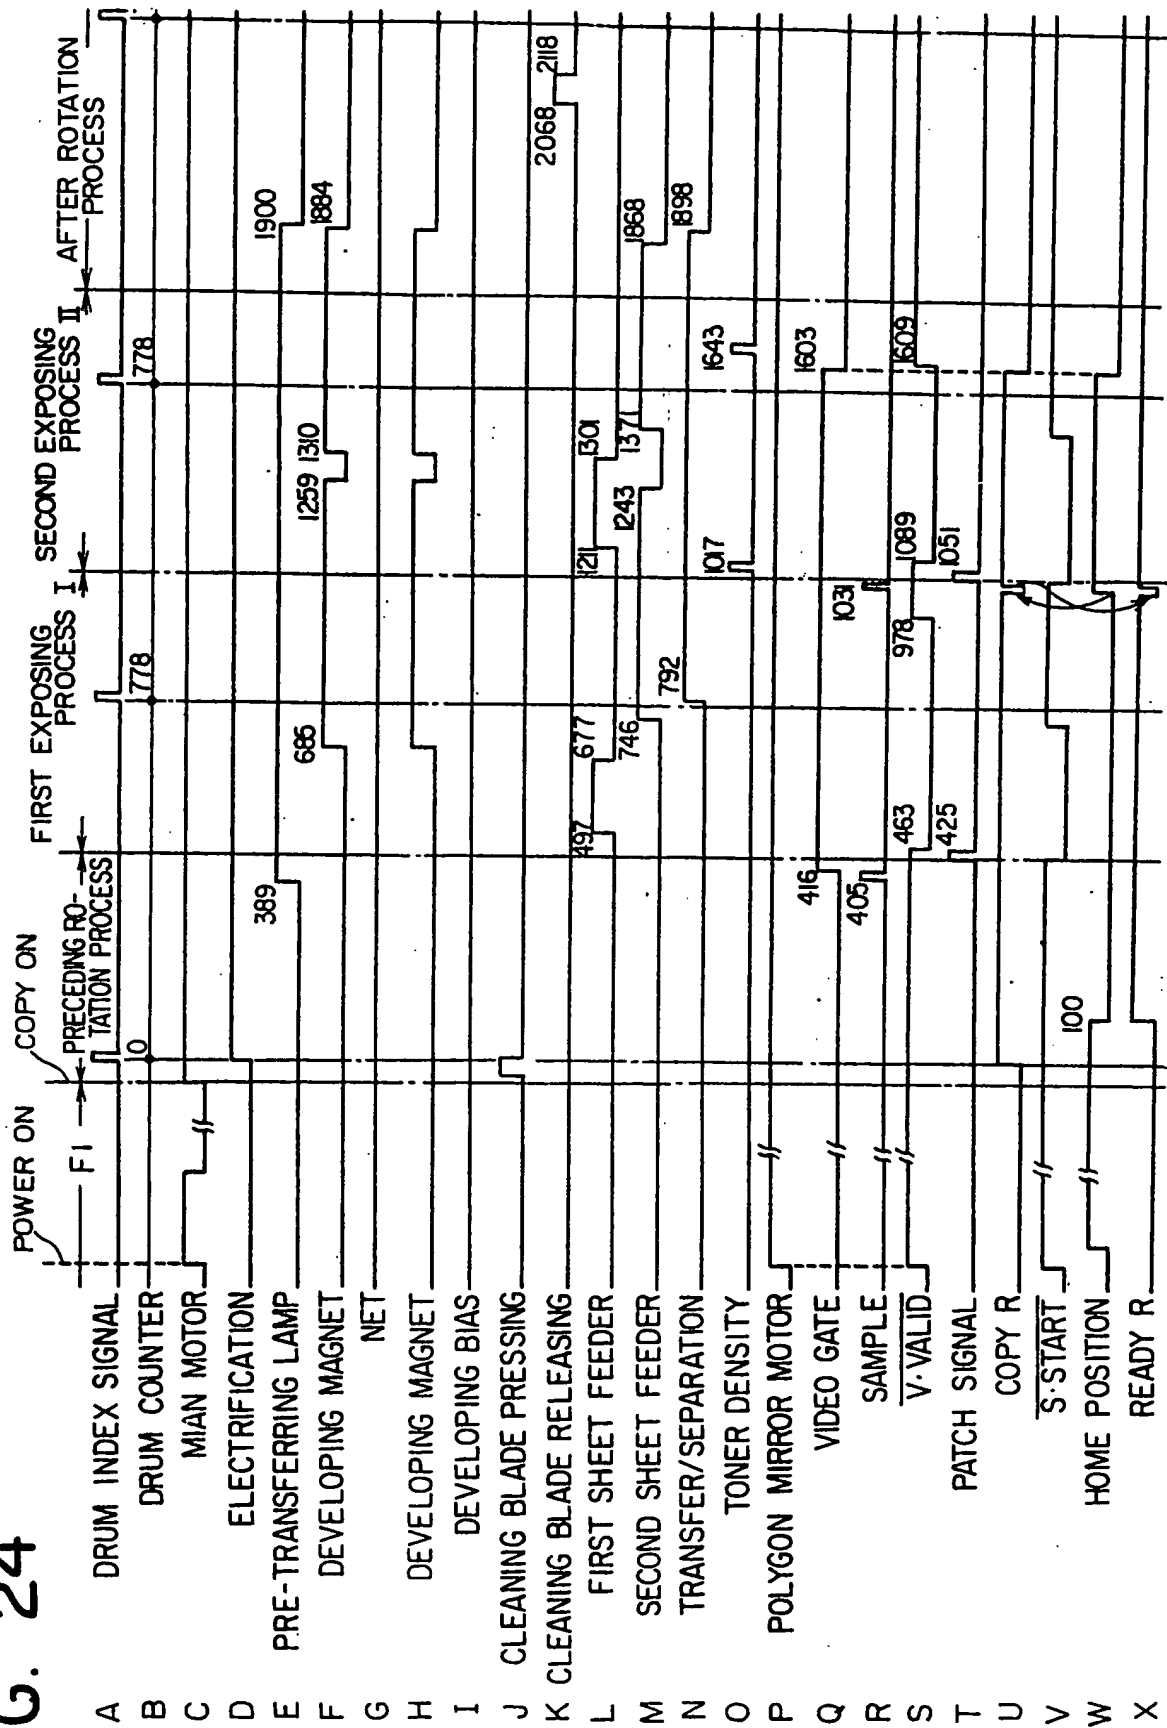 G. 24
POWER ON
COPY ON
F1
PRECEDING RO-
TATION PROCESS
FIRST EXPOSING
PROCESS I
SECOND EXPOSING
PROCESS II
AFTER ROTATION
PROCESS
A DRUM INDEX SIGNAL
B DRUM COUNTER 10 778 778
C MIAN MOTOR
D ELECTRIFICATION
E PRE-TRANSFERRING LAMP 389 1900
F DEVELOPING MAGNET 685 1259 1310 1884
G NET
H DEVELOPING MAGNET
I DEVELOPING BIAS
J CLEANING BLADE PRESSING
K CLEANING BLADE RELEASING 2068 2118
L FIRST SHEET FEEDER 497 677 1211 1301
M SECOND SHEET FEEDER 746 1243 1371 1868
N TRANSFER/SEPARATION 792 1898
O TONER DENSITY 1017 1643
P POLYGON MIRROR MOTOR
Q VIDEO GATE 416 1603
R SAMPLE 405 1031
S V·VALID 463 978 1089 1609
T PATCH SIGNAL 425 1051
U COPY R
V S·START
W HOME POSITION 100
X READY R